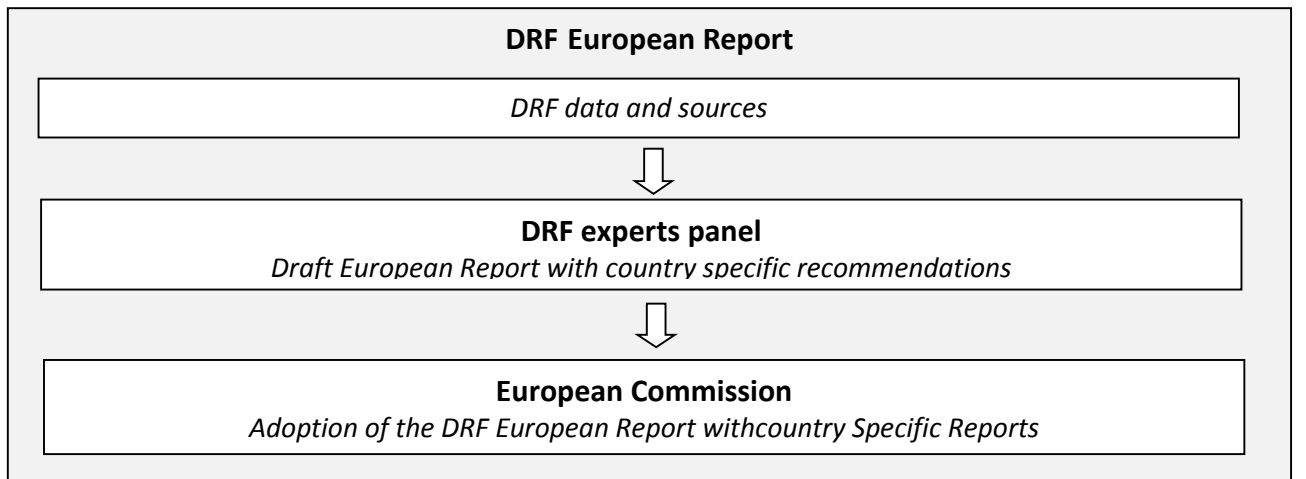 DRF European Report
DRF data and sources
DRF experts panel
Draft European Report with country specific recommendations
European Commission
Adoption of the DRF European Report withcountry Specific Reports